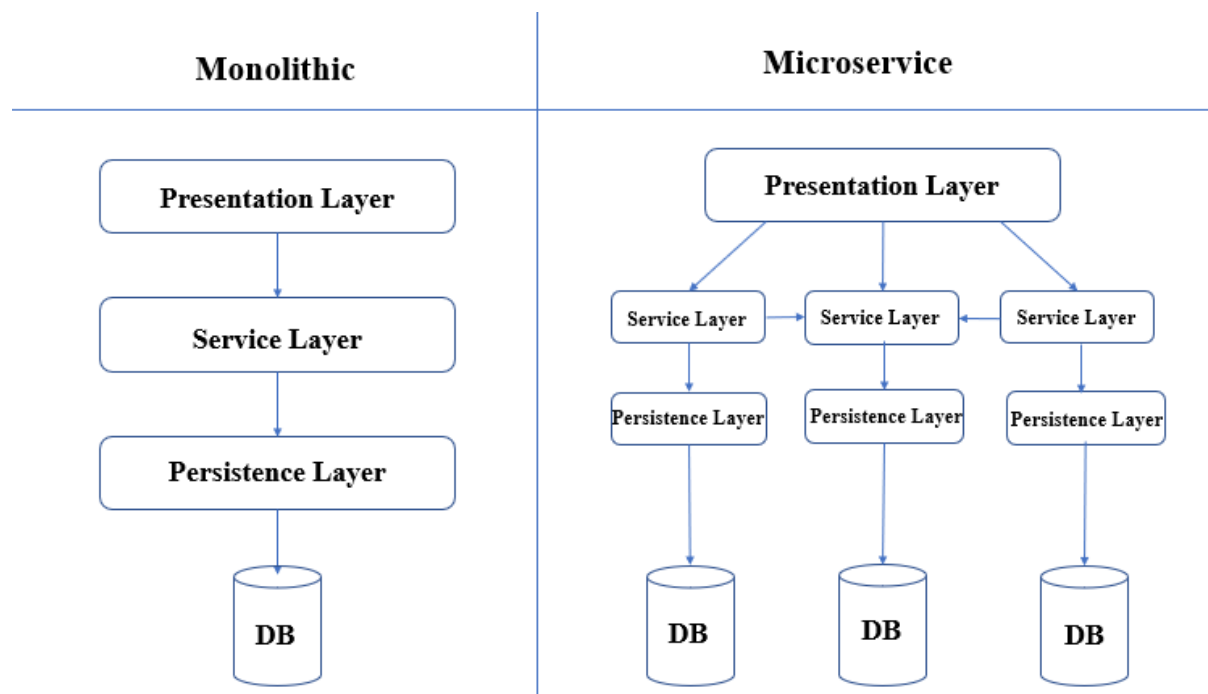 Monolithic
Microservice
Presentation Layer
Service Layer
Persistence Layer
DB
Presentation Layer
Service Layer
Service Layer
Service Layer
Persistence Layer
Persistence Layer
Persistence Layer
DB
DB
DB